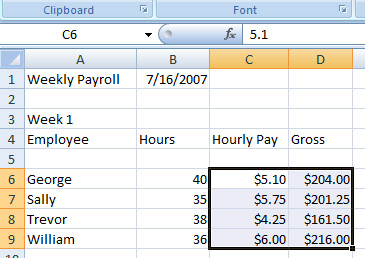 Clipboard Font
C6 fx 5.1
A B C D
1 Weekly Payroll 7/16/2007
2
3 Week 1
4 Employee Hours Hourly Pay Gross
5
6 George 40 $5.10 $204.00
7 Sally 35 $5.75 $201.25
8 Trevor 38 $4.25 $161.50
9 William 36 $6.00 $216.00